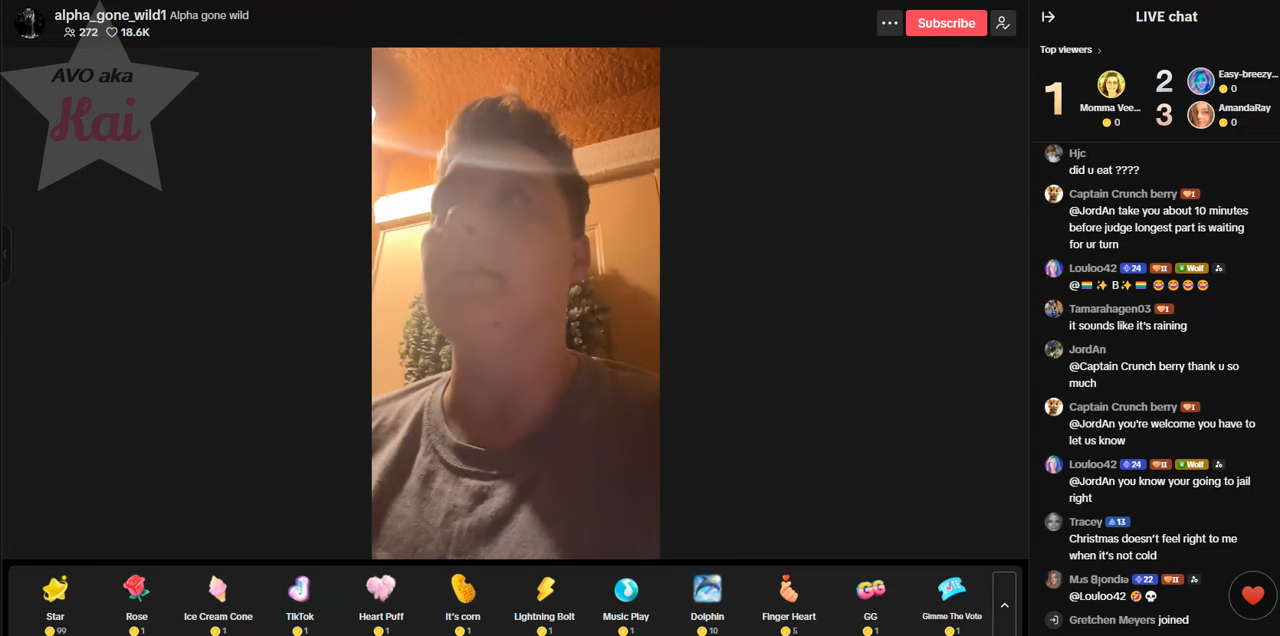 alpha_gone_wild1 Alpha gone wild
272 18.6K
Subscribe
AVO aka
Kai
LIVE chat
Top viewers
1 Momma Vee... 0
2 Easy-breezy... 0
3 AmandaRay 0
Hjc
did u eat ????
Captain Crunch berry I
@JordAn take you about 10 minutes
before judge longest part is waiting
for ur turn
Louloo42 24 II Wolf
@🏳️‍🌈✨ B✨🏳️‍🌈 🥰🥰🥰🥰
Tamarahagen03 I
it sounds like it's raining
JordAn
@Captain Crunch berry thank u so
much
Captain Crunch berry I
@JordAn you're welcome you have to
let us know
Louloo42 24 II Wolf
@JordAn you know your going to jail
right
Tracey 13
Christmas doesn't feel right to me
when it's not cold
22 II
@Louloo42 🤣💀
Gretchen Meyers joined
Star Rose Ice Cream Cone TikTok Heart Puff It's corn Lightning Bolt Music Play Dolphin Finger Heart GG Gimme The Vote
99 1 1 1 1 1 1 1 10 5 1 1